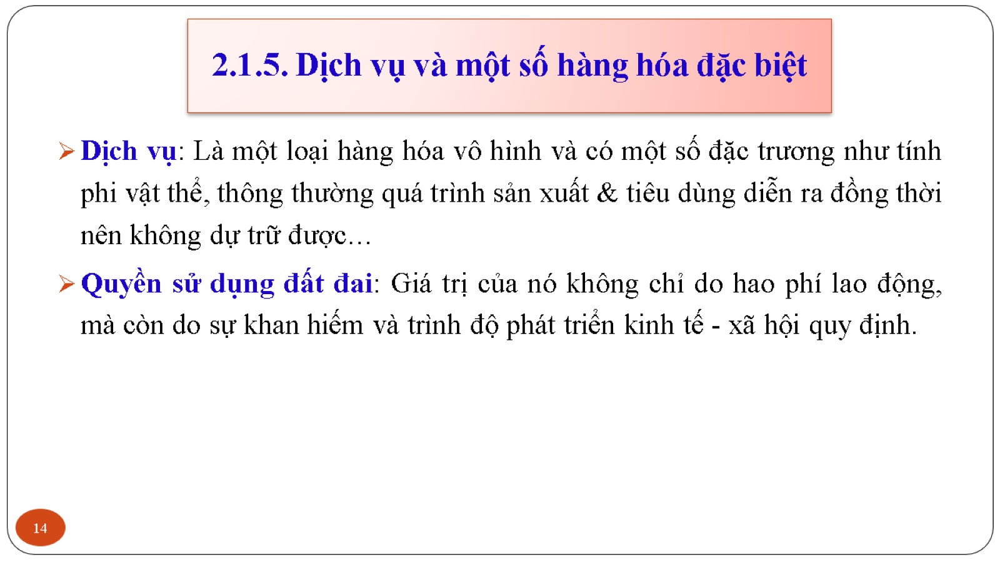 2.1.5. Dịch vụ và một số hàng hóa đặc biệt
Dịch vụ: Là một loại hàng hóa vô hình và có một số đặc trương như tính
phi vật thể, thông thường quá trình sản xuất & tiêu dùng diễn ra đồng thời
nên không dự trữ được…
Quyền sử dụng đất đai: Giá trị của nó không chỉ do hao phí lao động,
mà còn do sự khan hiếm và trình độ phát triển kinh tế - xã hội quy định.
14